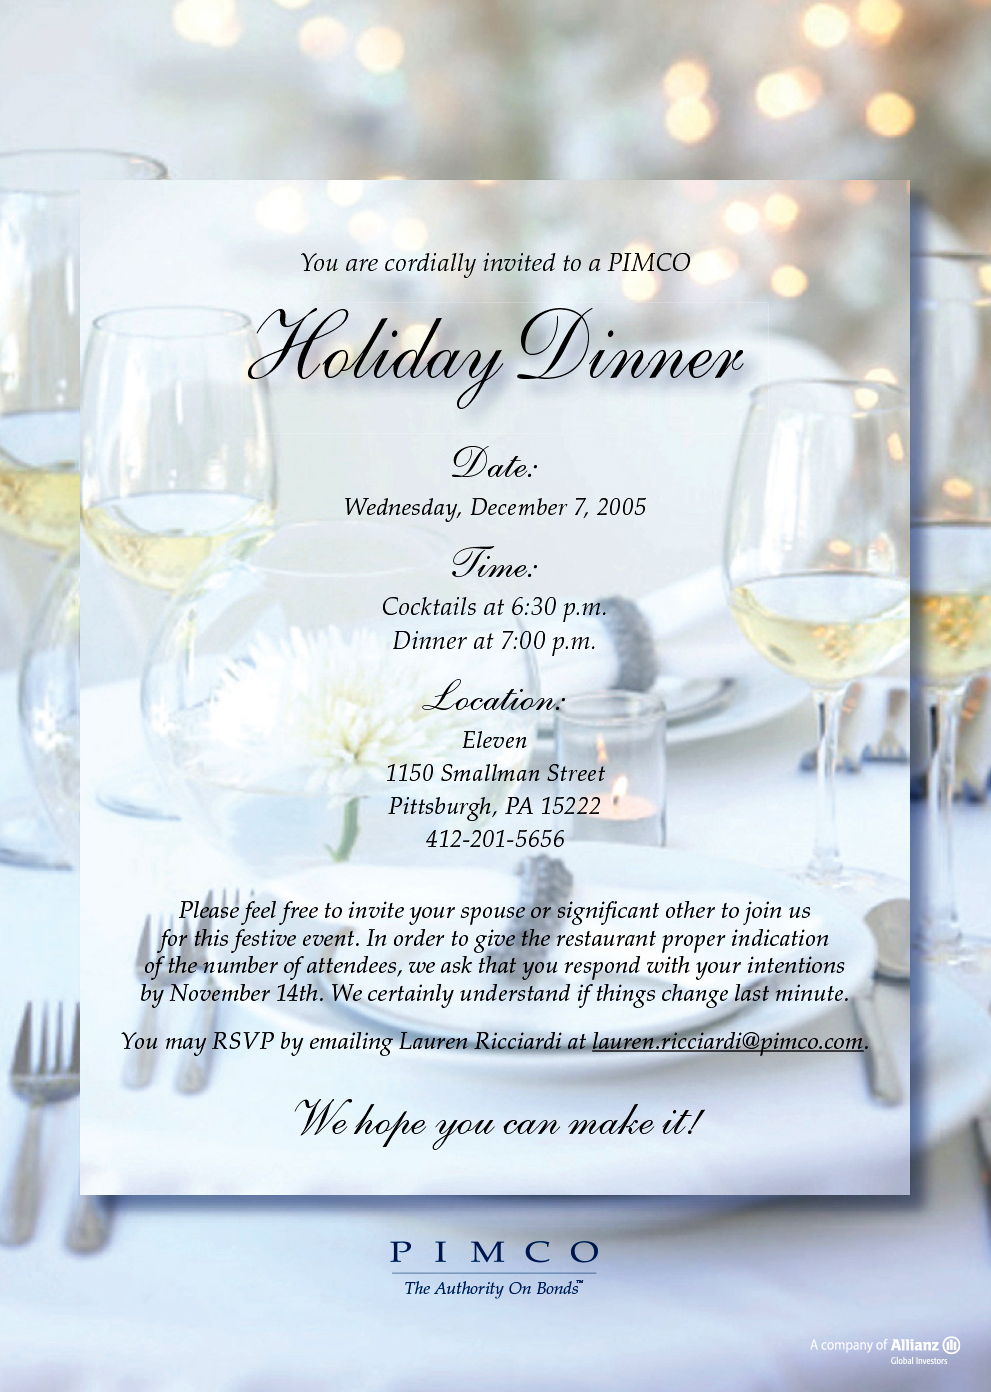 You are cordially invited to a PIMCO
Holiday Dinner
Date:
Wednesday, December 7, 2005
Time:
Cocktails at 6:30 p.m.
Dinner at 7:00 p.m.
Location:
Eleven
1150 Smallman Street
Pittsburgh, PA 15222
412-201-5656
Please feel free to invite your spouse or significant other to join us
for this festive event. In order to give the restaurant proper indication
of the number of attendees, we ask that you respond with your intentions
by November 14th. We certainly understand if things change last minute.
You may RSVP by emailing Lauren Ricciardi at lauren.ricciardi@pimco.com.
We hope you can make it!
PIMCO
The Authority On Bonds™
A company of Allianz
Global Investors